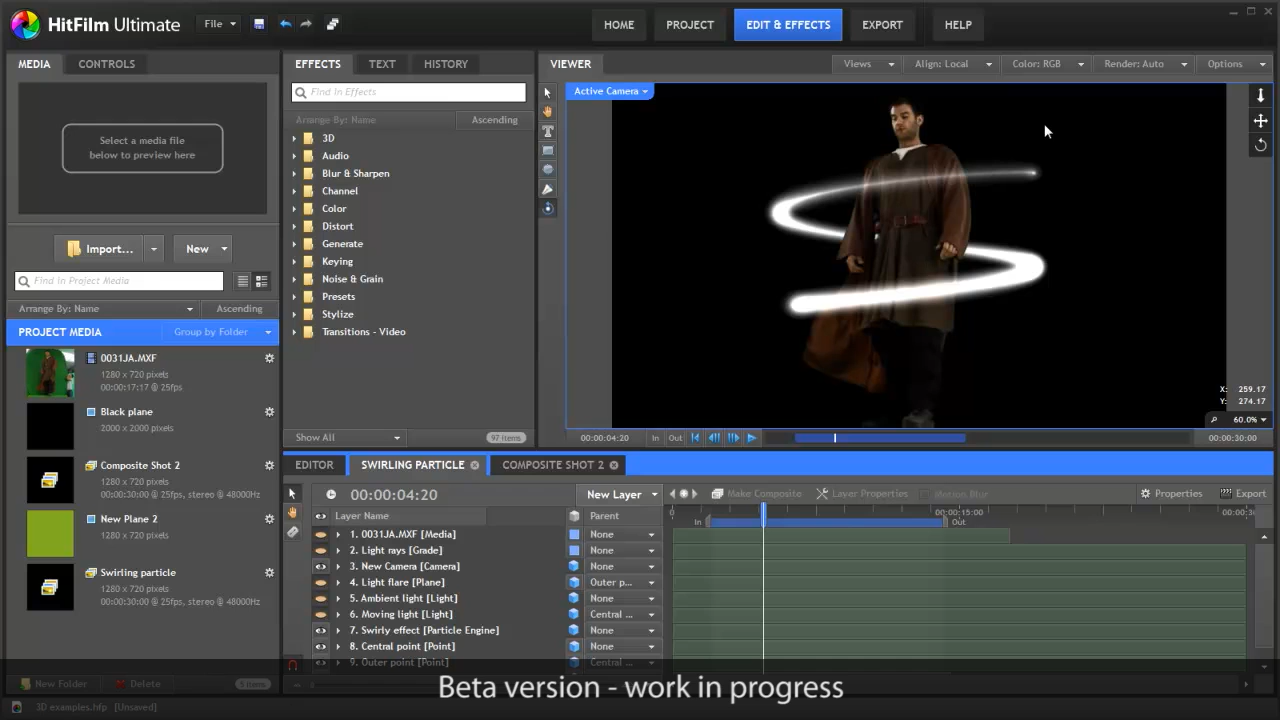 HitFilm Ultimate
File
HOME
PROJECT
EDIT & EFFECTS
EXPORT
HELP
MEDIA
CONTROLS
Select a media file
below to preview here
Import...
New
Find in Project Media
Arrange By: Name
Ascending
PROJECT MEDIA
Group by Folder
0031JA.MXF
1280 x 720 pixels
00:00:17:17 @ 25fps
Black plane
2000 x 2000 pixels
Composite Shot 2
1280 x 720 pixels
00:00:30:00 @ 25fps, stereo @ 48000Hz
New Plane 2
1280 x 720 pixels
Swirling particle
1280 x 720 pixels
00:00:30:00 @ 25fps, stereo @ 48000Hz
New Folder
Delete
3D examples.hfp [Unsaved]
EFFECTS
TEXT
HISTORY
Find in Effects
Arrange By: Name
Ascending
3D
Audio
Blur & Sharpen
Channel
Color
Distort
Generate
Keying
Noise & Grain
Presets
Stylize
Transitions - Video
Show All
97 items
VIEWER
Views
Align: Local
Color: RGB
Render: Auto
Options
Active Camera
X: 259.17
Y: 274.17
60.0%
00:00:04:20
In
Out
00:00:30:00
EDITOR
SWIRLING PARTICLE
COMPOSITE SHOT 2
00:00:04:20
New Layer
Make Composite
Layer Properties
Motion Blur
Properties
Export
Layer Name
Parent
0
00:00:15:00
In
Out
1. 0031JA.MXF [Media] None
2. Light rays [Grade] None
3. New Camera [Camera] None
4. Light flare [Plane] Outer p...
5. Ambient light [Light] None
6. Moving light [Light] Central ...
7. Swirly effect [Particle Engine] None
8. Central point [Point] None
9. Outer point [Point] Central ...
Beta version - work in progress